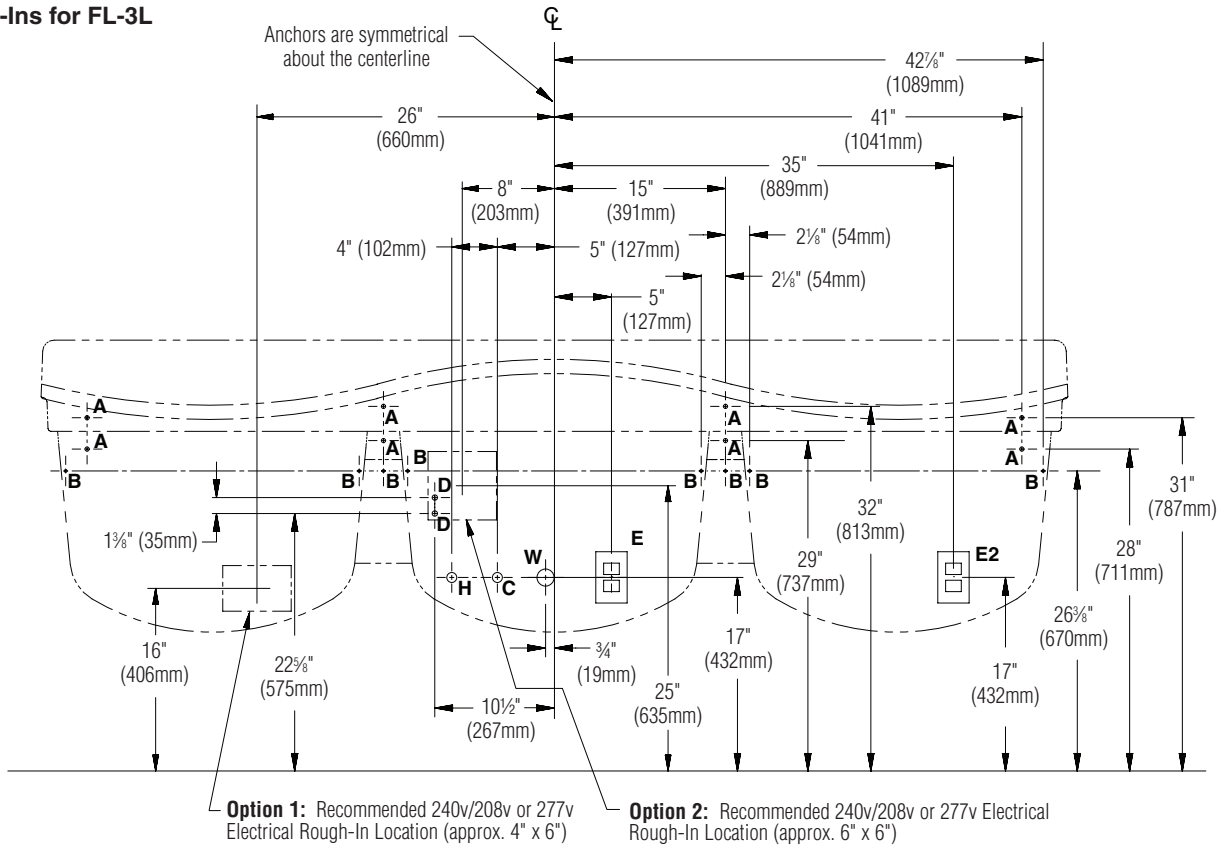 -Ins for FL-3L
℄
Anchors are symmetrical
about the centerline
42⅞"
(1089mm)
26"
(660mm)
41"
(1041mm)
35"
(889mm)
8"
(203mm)
15"
(391mm)
4" (102mm)
5" (127mm)
2⅛" (54mm)
2⅛" (54mm)
5"
(127mm)
A
A
A
A
A
A
A
A
B
B
B
B
B
B
B
B
D
D
1⅜" (35mm)
H
C
W
E
E2
16"
(406mm)
22⅝"
(575mm)
10½"
(267mm)
¾"
(19mm)
25"
(635mm)
17"
(432mm)
29"
(737mm)
32"
(813mm)
17"
(432mm)
26⅜"
(670mm)
28"
(711mm)
31"
(787mm)
Option 1: Recommended 240v/208v or 277v
Electrical Rough-In Location (approx. 4" x 6")
Option 2: Recommended 240v/208v or 277v Electrical
Rough-In Location (approx. 6" x 6")